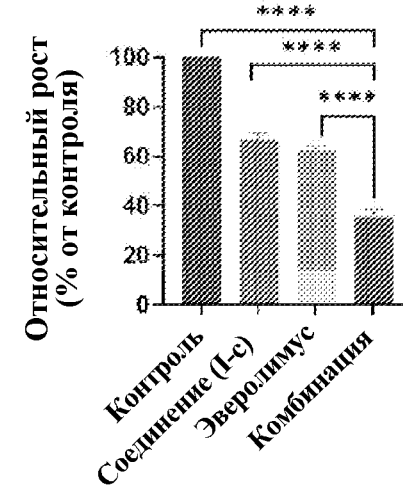 ****
****
****
Относительный рост
(% от контроля)
100
80
60
40
20
0
Контроль
Соединение (I-c)
Эверолимус
Комбинация